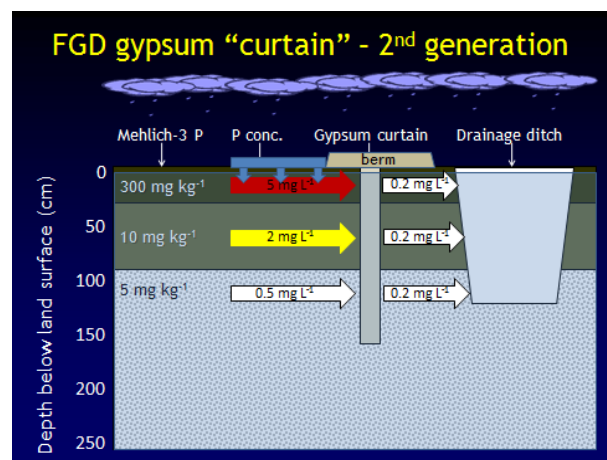 FGD gypsum “curtain” – 2nd generation
Mehlich-3 P
P conc.
Gypsum curtain
Drainage ditch
berm
Depth below land surface (cm)
0
50
100
150
200
250
300 mg kg⁻¹
5 mg L⁻¹
0.2 mg L⁻¹
10 mg kg⁻¹
2 mg L⁻¹
0.2 mg L⁻¹
5 mg kg⁻¹
0.5 mg L⁻¹
0.2 mg L⁻¹